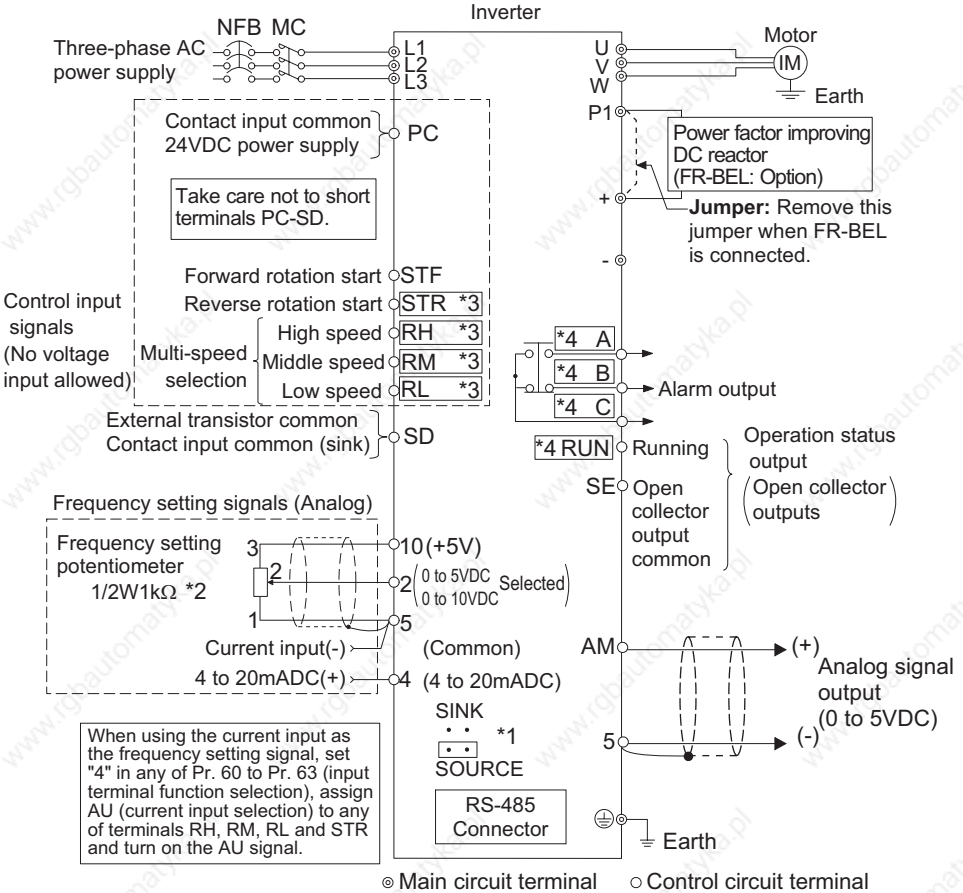 Inverter
NFB MC
Three-phase AC
power supply
L1
L2
L3
U
V
W
Motor
IM
Earth
P1
Power factor improving
DC reactor
(FR-BEL: Option)
+
Jumper: Remove this
jumper when FR-BEL
is connected.
-
Contact input common
24VDC power supply
PC
Take care not to short
terminals PC-SD.
Control input
signals
(No voltage
input allowed)
Forward rotation start
STF
Reverse rotation start
STR *3
Multi-speed
selection
High speed
RH *3
Middle speed
RM *3
Low speed
RL *3
External transistor common
Contact input common (sink)
SD
*4 A
*4 B
*4 C
Alarm output
*4 RUN
Running
SE
Open
collector
output
common
Operation status
output
(Open collector
outputs)
Frequency setting signals (Analog)
Frequency setting
potentiometer
1/2W1kΩ *2
3
2
1
10(+5V)
2
(0 to 5VDC
0 to 10VDC
Selected)
5
(Common)
Current input(-)
4 to 20mADC(+)
4 (4 to 20mADC)
SINK
*1
SOURCE
RS-485
Connector
AM
(+)
Analog signal
output
(0 to 5VDC)
5
(-)
Earth
When using the current input as
the frequency setting signal, set
"4" in any of Pr. 60 to Pr. 63 (input
terminal function selection), assign
AU (current input selection) to any
of terminals RH, RM, RL and STR
and turn on the AU signal.
Main circuit terminal
Control circuit terminal
www.rgbautomatyka.pl